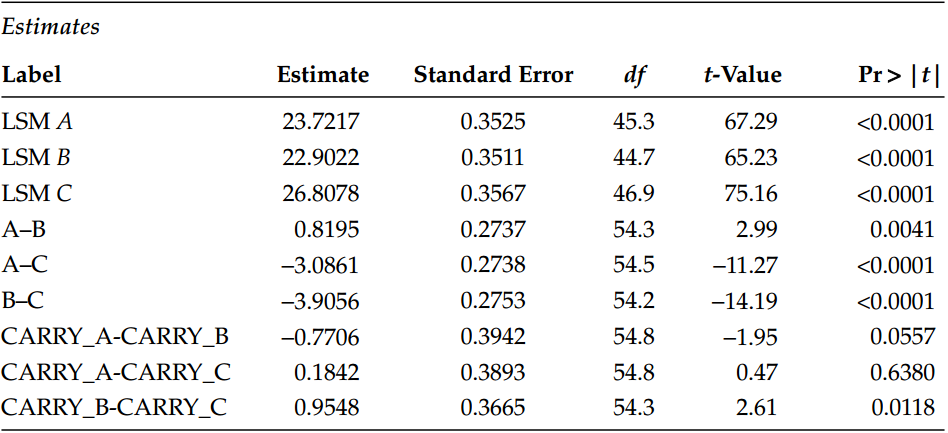 Estimates
Label Estimate Standard Error df t-Value Pr > |t|
LSM A 23.7217 0.3525 45.3 67.29 <0.0001
LSM B 22.9022 0.3511 44.7 65.23 <0.0001
LSM C 26.8078 0.3567 46.9 75.16 <0.0001
A–B 0.8195 0.2737 54.3 2.99 0.0041
A–C –3.0861 0.2738 54.5 –11.27 <0.0001
B–C –3.9056 0.2753 54.2 –14.19 <0.0001
CARRY_A-CARRY_B –0.7706 0.3942 54.8 –1.95 0.0557
CARRY_A-CARRY_C 0.1842 0.3893 54.8 0.47 0.6380
CARRY_B-CARRY_C 0.9548 0.3665 54.3 2.61 0.0118